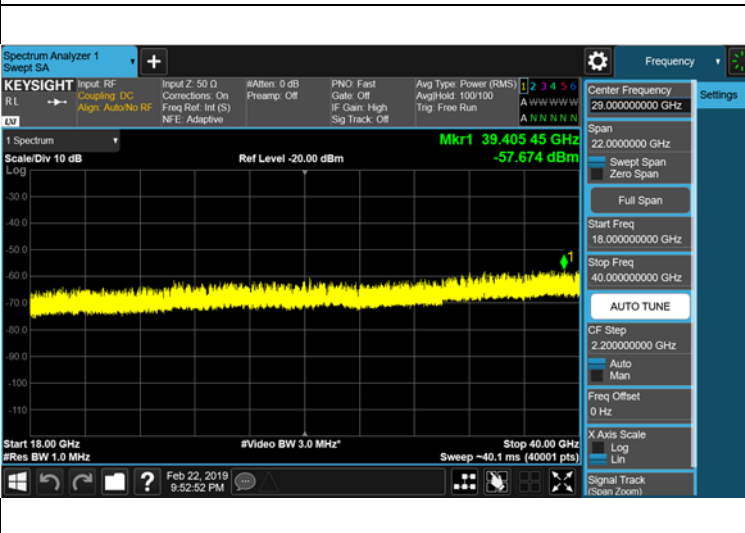 Spectrum Analyzer 1
Swept SA
Frequency
KEYSIGHT
RL
LXI
Input: RF
Coupling: DC
Align: Auto/No RF
Input Z: 50 Ω
Corrections: On
Freq Ref: Int (S)
NFE: Adaptive
#Atten: 0 dB
Preamp: Off
PNO: Fast
Gate: Off
IF Gain: High
Sig Track: Off
Avg Type: Power (RMS)
Avg|Hold: 100/100
Trig: Free Run
1 2 3 4 5 6
A W W W W W
A N N N N N
1 Spectrum
Scale/Div 10 dB
Ref Level -20.00 dBm
Mkr1 39.405 45 GHz
-57.674 dBm
Log
-30.0
-40.0
-50.0
-60.0
-70.0
-80.0
-90.0
-100
-110
1
Start 18.00 GHz
#Res BW 1.0 MHz
#Video BW 3.0 MHz*
Stop 40.00 GHz
Sweep ~40.1 ms (40001 pts)
Feb 22, 2019
9:52:52 PM
Center Frequency
29.000000000 GHz
Span
22.0000000 GHz
Swept Span
Zero Span
Full Span
Start Freq
18.000000000 GHz
Stop Freq
40.000000000 GHz
AUTO TUNE
CF Step
2.200000000 GHz
Auto
Man
Freq Offset
0 Hz
X Axis Scale
Log
Lin
Signal Track
(Span Zoom)
Settings